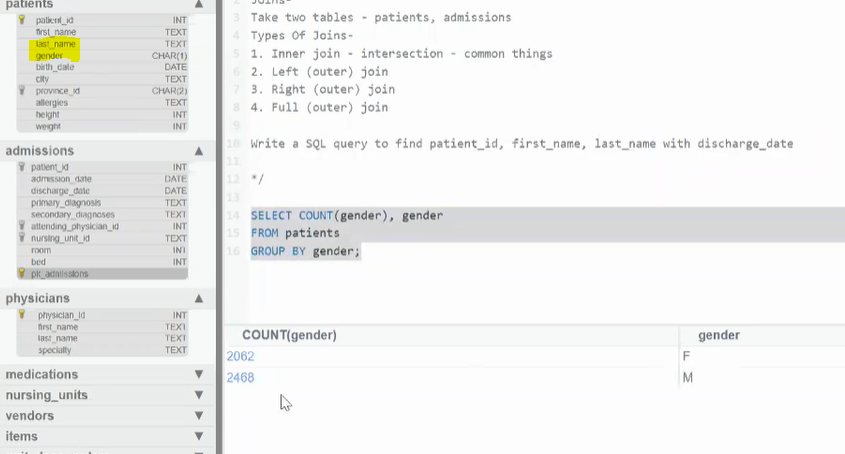 patients
patient_id INT
first_name TEXT
last_name TEXT
gender CHAR(1)
birth_date DATE
city TEXT
province_id CHAR(2)
allergies TEXT
height INT
weight INT
admissions
patient_id INT
admission_date DATE
discharge_date DATE
primary_diagnosis TEXT
secondary_diagnoses TEXT
attending_physician_id INT
nursing_unit_id TEXT
room INT
bed INT
physicians
physician_id INT
first_name TEXT
last_name TEXT
specialty TEXT
medications
nursing_units
vendors
items
3 Take two tables - patients, admissions
4 Types Of Joins-
5 1. Inner join - intersection - common things
6 2. Left (outer) join
7 3. Right (outer) join
8 4. Full (outer) join
9
10 Write a SQL query to find patient_id, first_name, last_name with discharge_date
11
12 */
13
14 SELECT COUNT(gender), gender
15 FROM patients
16 GROUP BY gender;
COUNT(gender) gender
2062 F
2468 M